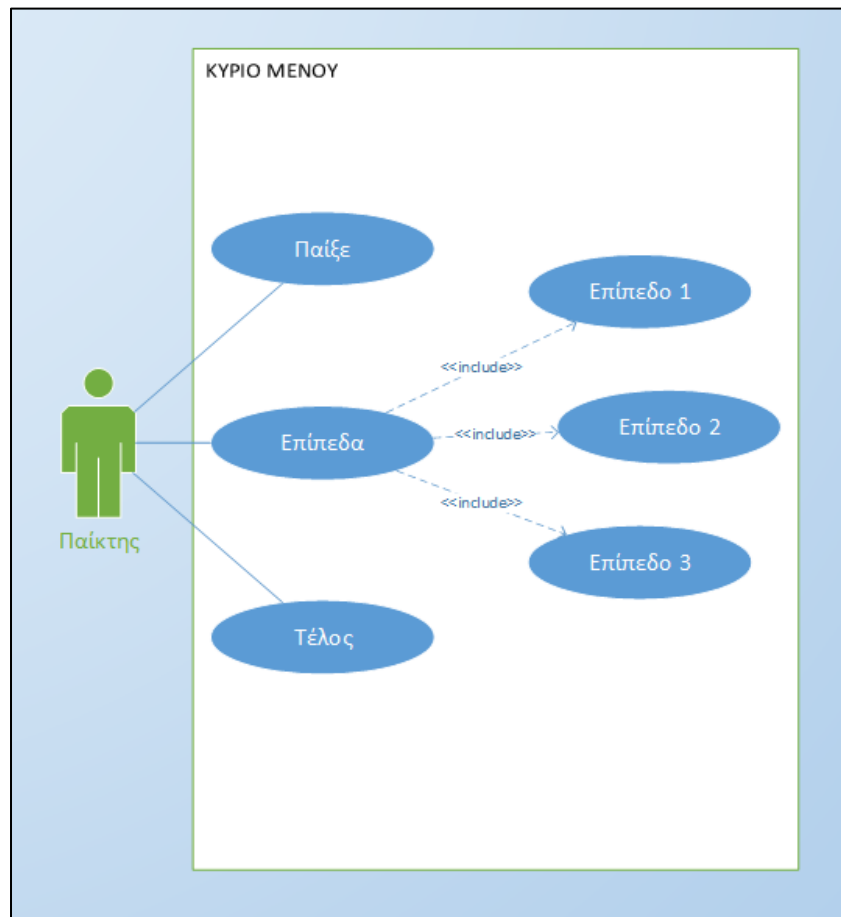 ΚΥΡΙΟ ΜΕΝΟΥ
Παίξε
Επίπεδο 1
<<include>>
Επίπεδα
<<include>>
Επίπεδο 2
<<include>>
Παίκτης
Επίπεδο 3
Τέλος